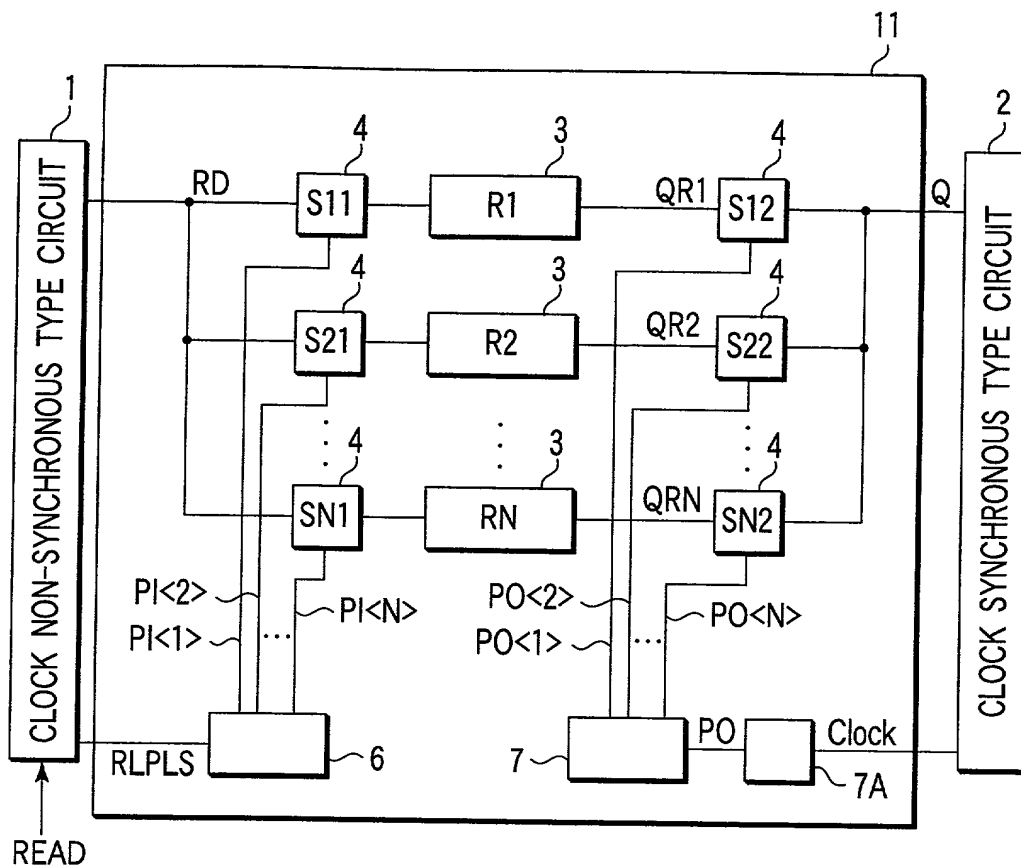 11
1
2
CLOCK NON-SYNCHRONOUS TYPE CIRCUIT
CLOCK SYNCHRONOUS TYPE CIRCUIT
4
3
4
RD
S11
R1
QR1
S12
Q
4
3
4
S21
R2
QR2
S22
4
3
4
SN1
RN
QRN
SN2
PI<2>
PI<N>
PO<2>
PO<N>
PI<1>
PO<1>
RLPLS
6
7
PO
Clock
7A
READ